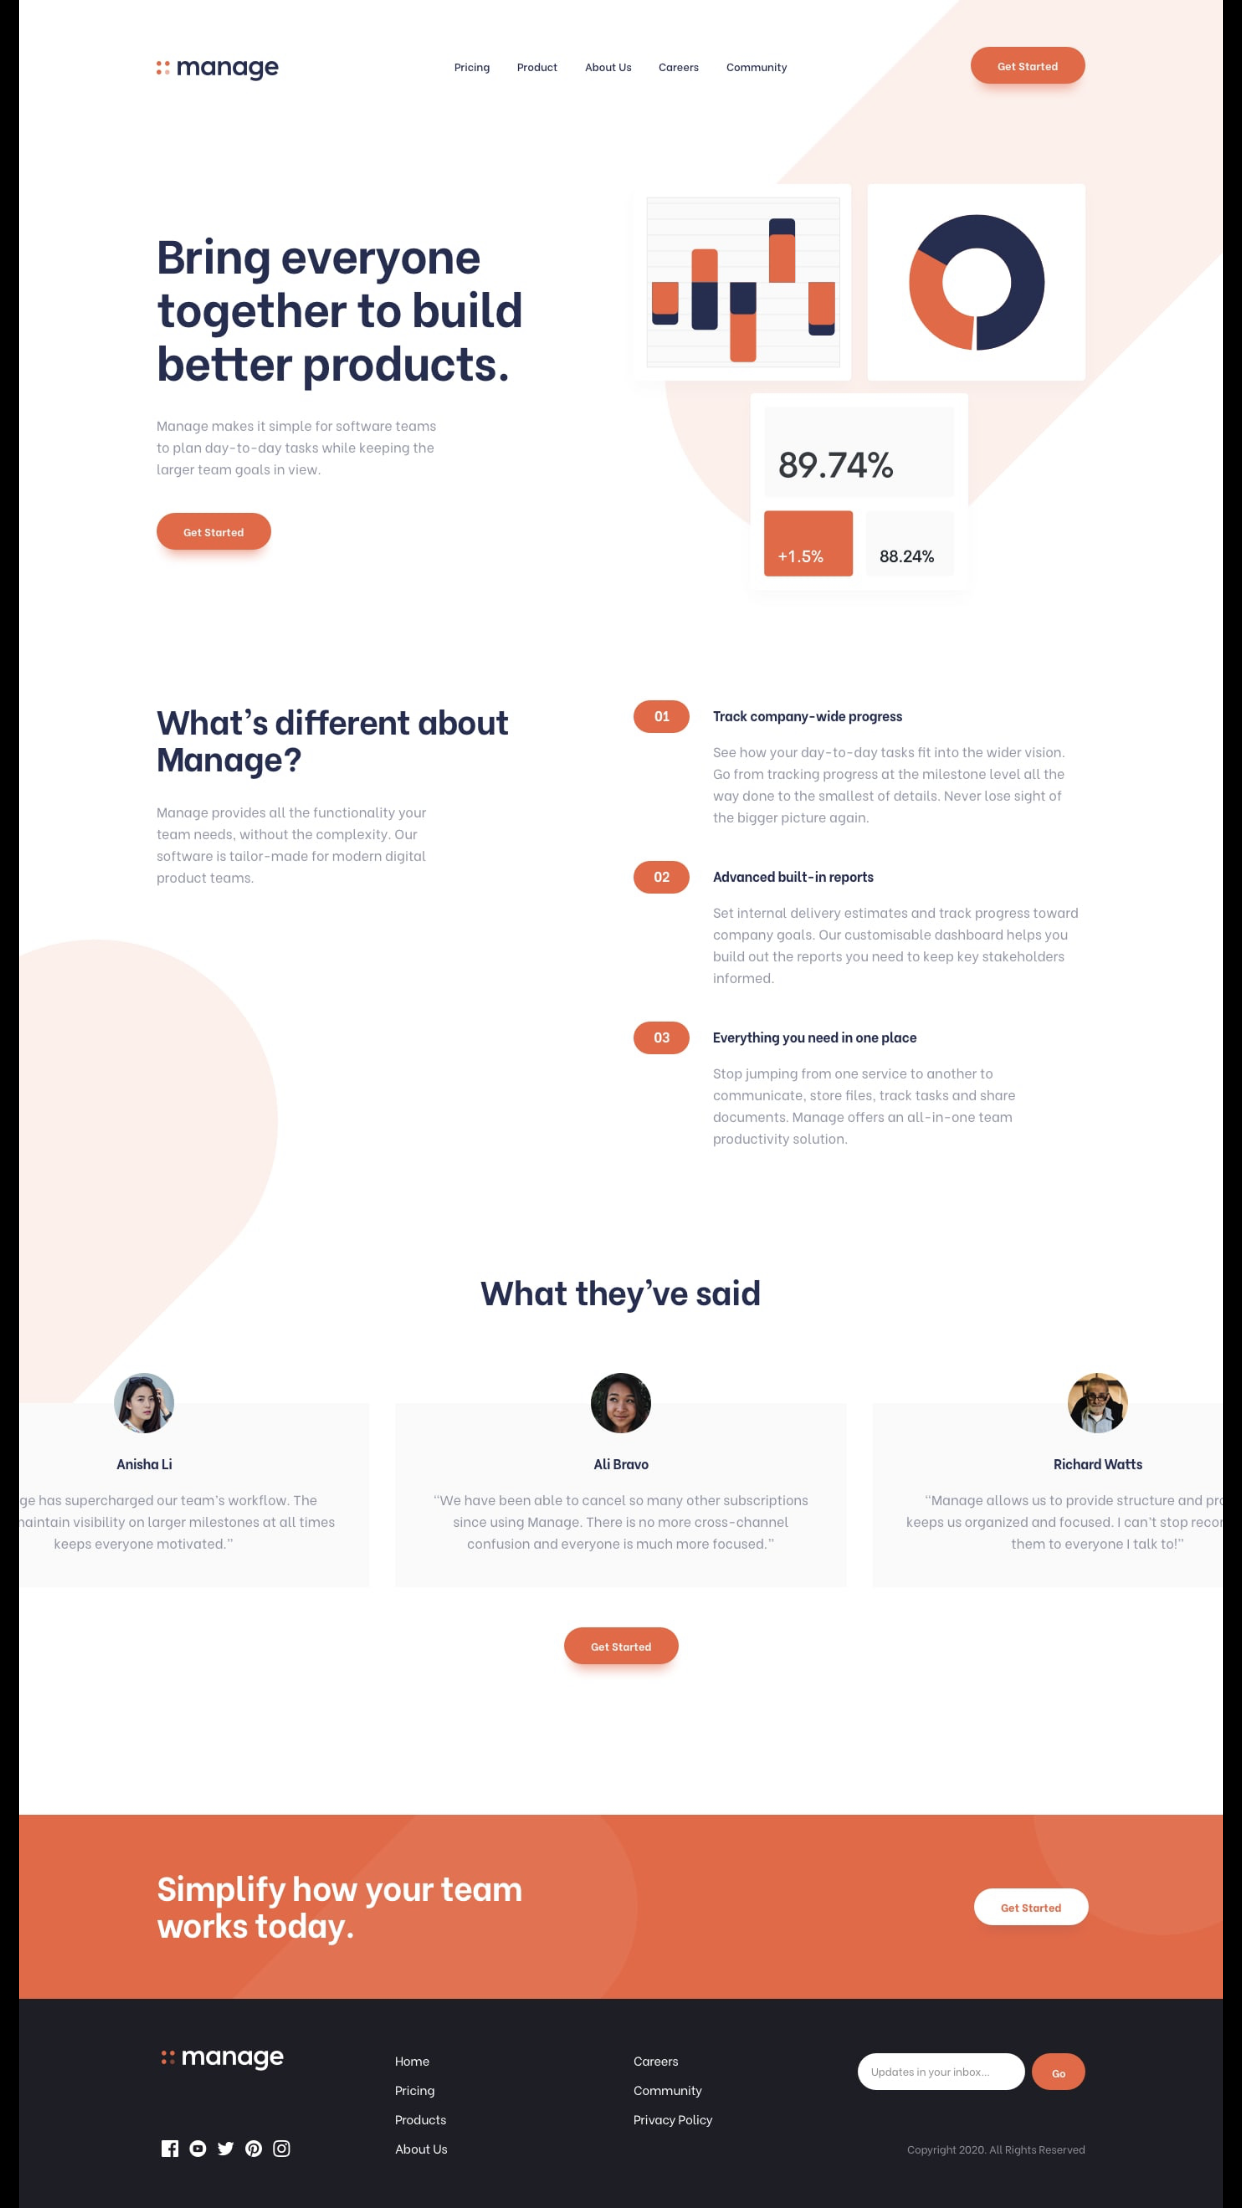 manage
Pricing Product About Us Careers Community
Get Started
Bring everyone
together to build
better products.
Manage makes it simple for software teams
to plan day-to-day tasks while keeping the
larger team goals in view.
Get Started
89.74%
+1.5%
88.24%
What's different about
Manage?
Manage provides all the functionality your
team needs, without the complexity. Our
software is tailor-made for modern digital
product teams.
01 Track company-wide progress
See how your day-to-day tasks fit into the wider vision.
Go from tracking progress at the milestone level all the
way done to the smallest of details. Never lose sight of
the bigger picture again.
02 Advanced built-in reports
Set internal delivery estimates and track progress toward
company goals. Our customisable dashboard helps you
build out the reports you need to keep key stakeholders
informed.
03 Everything you need in one place
Stop jumping from one service to another to
communicate, store files, track tasks and share
documents. Manage offers an all-in-one team
productivity solution.
What they've said
Anisha Li
ge has supercharged our team's workflow. The
aintain visibility on larger milestones at all times
keeps everyone motivated."
Ali Bravo
"We have been able to cancel so many other subscriptions
since using Manage. There is no more cross-channel
confusion and everyone is much more focused."
Richard Watts
"Manage allows us to provide structure and pr
keeps us organized and focused. I can't stop recor
them to everyone I talk to!"
Get Started
Simplify how your team
works today.
Get Started
manage
Home
Pricing
Products
About Us
Careers
Community
Privacy Policy
Updates in your inbox...
Go
Copyright 2020. All Rights Reserved